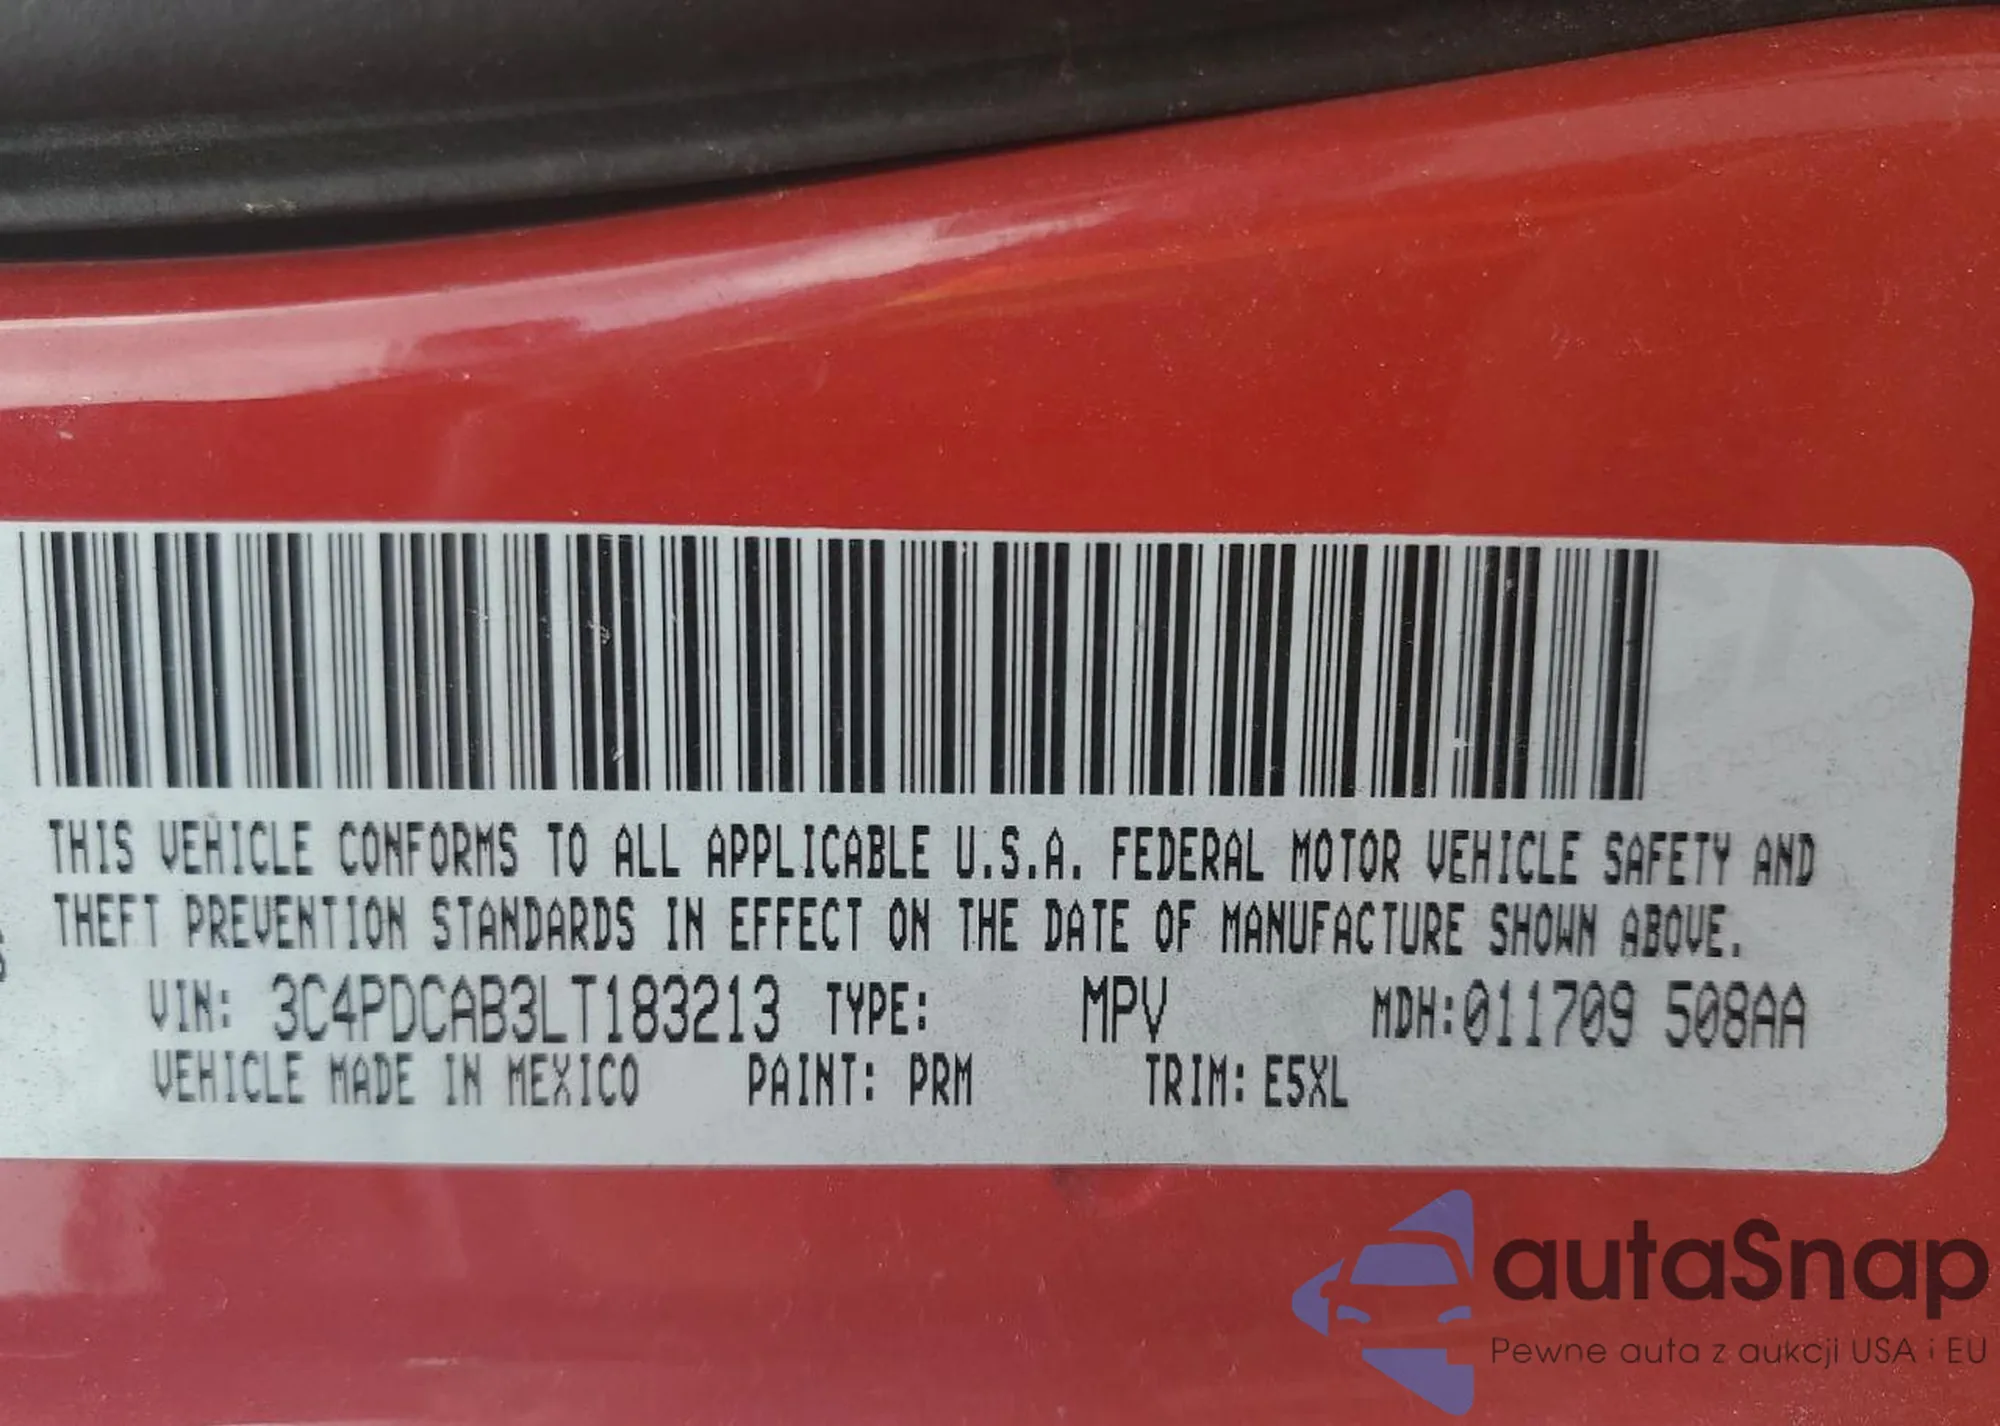 THIS VEHICLE CONFORMS TO ALL APPLICABLE U.S.A. FEDERAL MOTOR VEHICLE SAFETY AND
THEFT PREVENTION STANDARDS IN EFFECT ON THE DATE OF MANUFACTURE SHOWN ABOVE.
VIN: 3C4PDCAB3LT183213 TYPE: MPV MDH:011709 508AA
VEHICLE MADE IN MEXICO PAINT: PRM TRIM: E5XL
autaSnap
Pewne auta z aukcji USA i EU